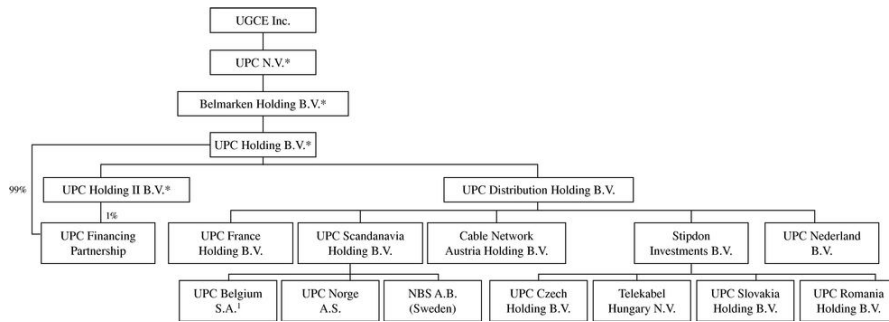 UGCE Inc.
UPC N.V.*
Belmarken Holding B.V.*
UPC Holding B.V.*
99%
UPC Holding II B.V.*
UPC Distribution Holding B.V.
1%
UPC Financing
Partnership
UPC France
Holding B.V.
UPC Scandanavia
Holding B.V.
Cable Network
Austria Holding B.V.
Stipdon
Investments B.V.
UPC Nederland
B.V.
UPC Belgium
S.A.¹
UPC Norge
A.S.
NBS A.B.
(Sweden)
UPC Czech
Holding B.V.
Telekabel
Hungary N.V.
UPC Slovakia
Holding B.V.
UPC Romania
Holding B.V.